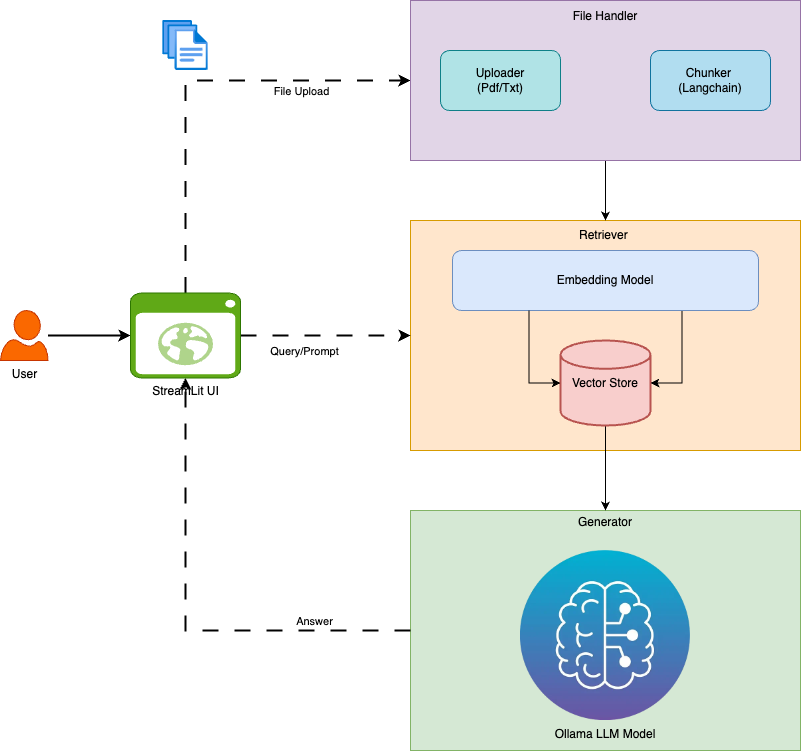 File Handler
Uploader
(Pdf/Txt)
Chunker
(Langchain)
File Upload
Retriever
Embedding Model
Vector Store
User
StreamLit UI
Query/Prompt
Generator
Answer
Ollama LLM Model